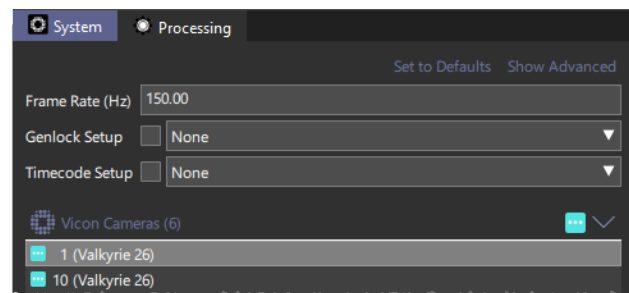 System Processing
Set to Defaults Show Advanced
Frame Rate (Hz) 150.00
Genlock Setup None
Timecode Setup None
Vicon Cameras (6)
1 (Valkyrie 26)
10 (Valkyrie 26)